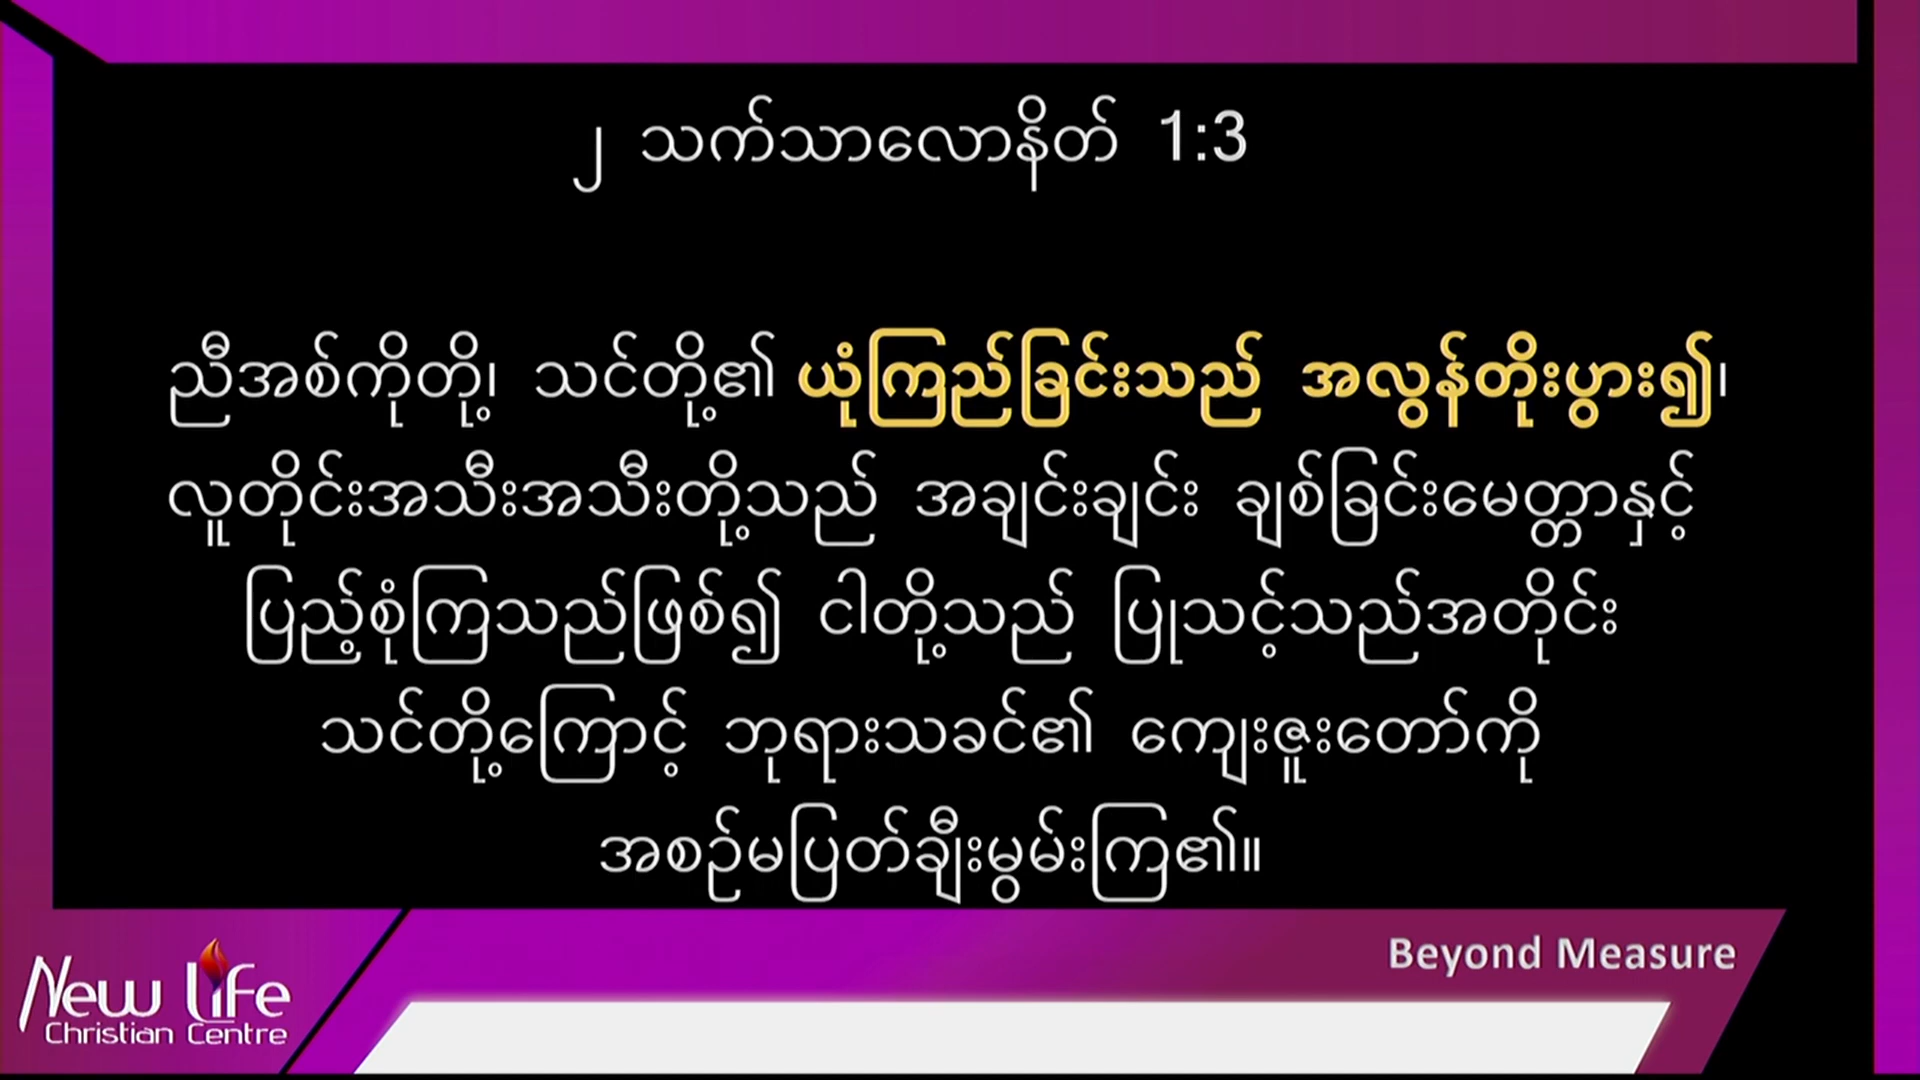 ၂ သက်သာလောနိတ် 1:3
ညီအစ်ကိုတို့၊ သင်တို့၏ ယုံကြည်ခြင်းသည် အလွန်တိုးပွား၍၊
လူတိုင်းအသီးအသီးတို့သည် အချင်းချင်း ချစ်ခြင်းမေတ္တာနှင့်
ပြည့်စုံကြသည်ဖြစ်၍ ငါတို့သည် ပြုသင့်သည်အတိုင်း
သင်တို့ကြောင့် ဘုရားသခင်၏ ကျေးဇူးတော်ကို
အစဉ်မပြတ်ချီးမွမ်းကြ၏။
Beyond Measure
New Life
Christian Centre